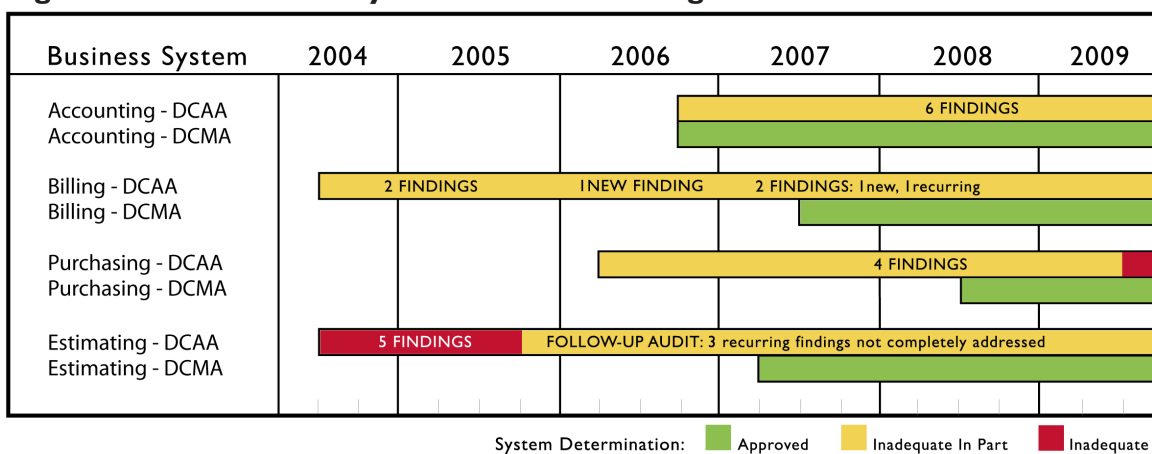 Business System 2004 2005 2006 2007 2008 2009
Accounting - DCAA 6 FINDINGS
Accounting - DCMA
Billing - DCAA 2 FINDINGS 1NEW FINDING 2 FINDINGS: 1new, 1recurring
Billing - DCMA
Purchasing - DCAA 4 FINDINGS
Purchasing - DCMA
Estimating - DCAA 5 FINDINGS FOLLOW-UP AUDIT: 3 recurring findings not completely addressed
Estimating - DCMA
System Determination: Approved Inadequate In Part Inadequate